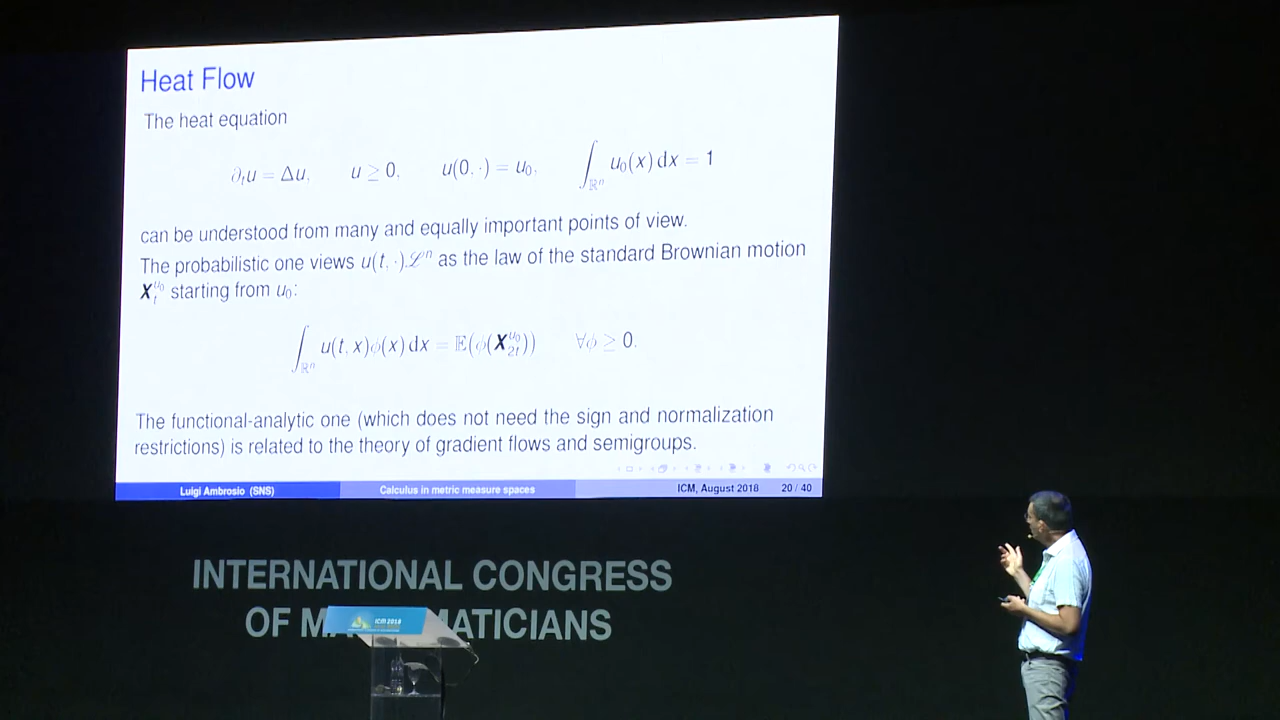 Heat Flow
The heat equation
∂ₜu = Δu, u ≥ 0, u(0, ·) = u₀, ∫_{ℝⁿ} u₀(x) dx = 1
can be understood from many and equally important points of view.
The probabilistic one views u(t, ·)ℒⁿ as the law of the standard Brownian motion
X_t^{u₀} starting from u₀:
∫_{ℝⁿ} u(t, x)ϕ(x) dx = 𝔼(ϕ(X_{2t}^{u₀})) ∀ϕ ≥ 0.
The functional-analytic one (which does not need the sign and normalization
restrictions) is related to the theory of gradient flows and semigroups.
Luigi Ambrosio (SNS) Calculus in metric measure spaces ICM, August 2018 20 / 40
INTERNATIONAL CONGRESS
OF MATICIANS
ICM 2018